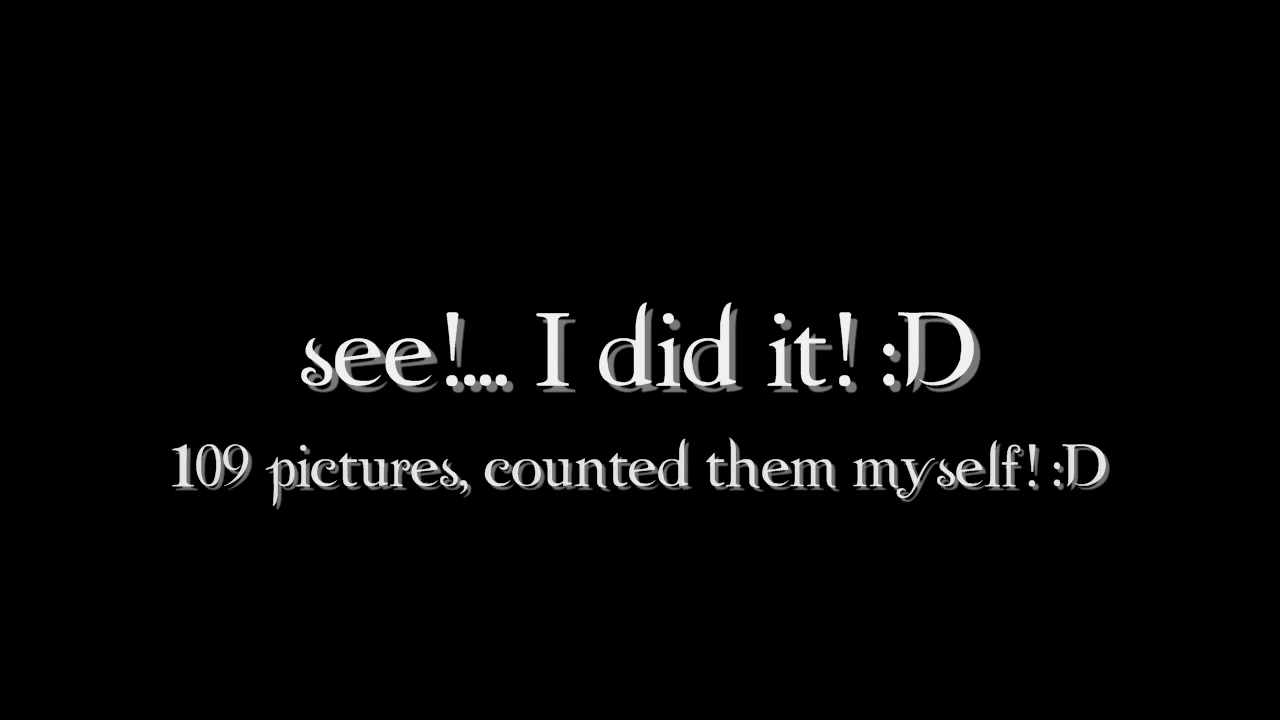 see!... I did it! :D
109 pictures, counted them myself! :D